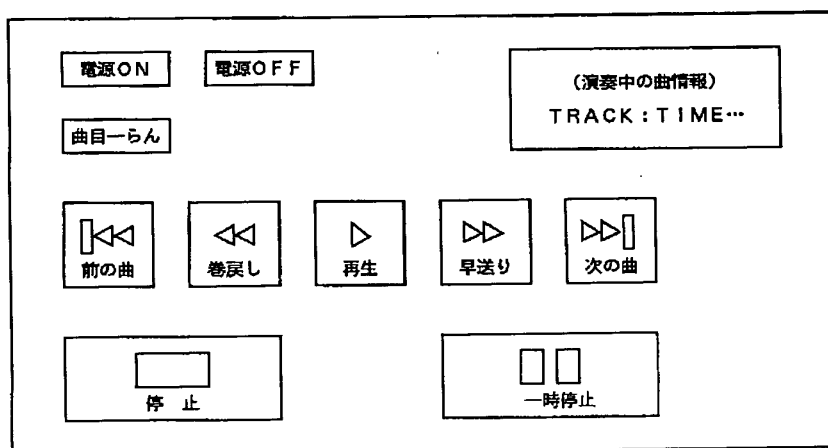 電源ON 電源OFF
(演奏中の曲情報)
TRACK:TIME…
曲目一らん
前の曲 巻戻し 再生 早送り 次の曲
停 止 一時停止